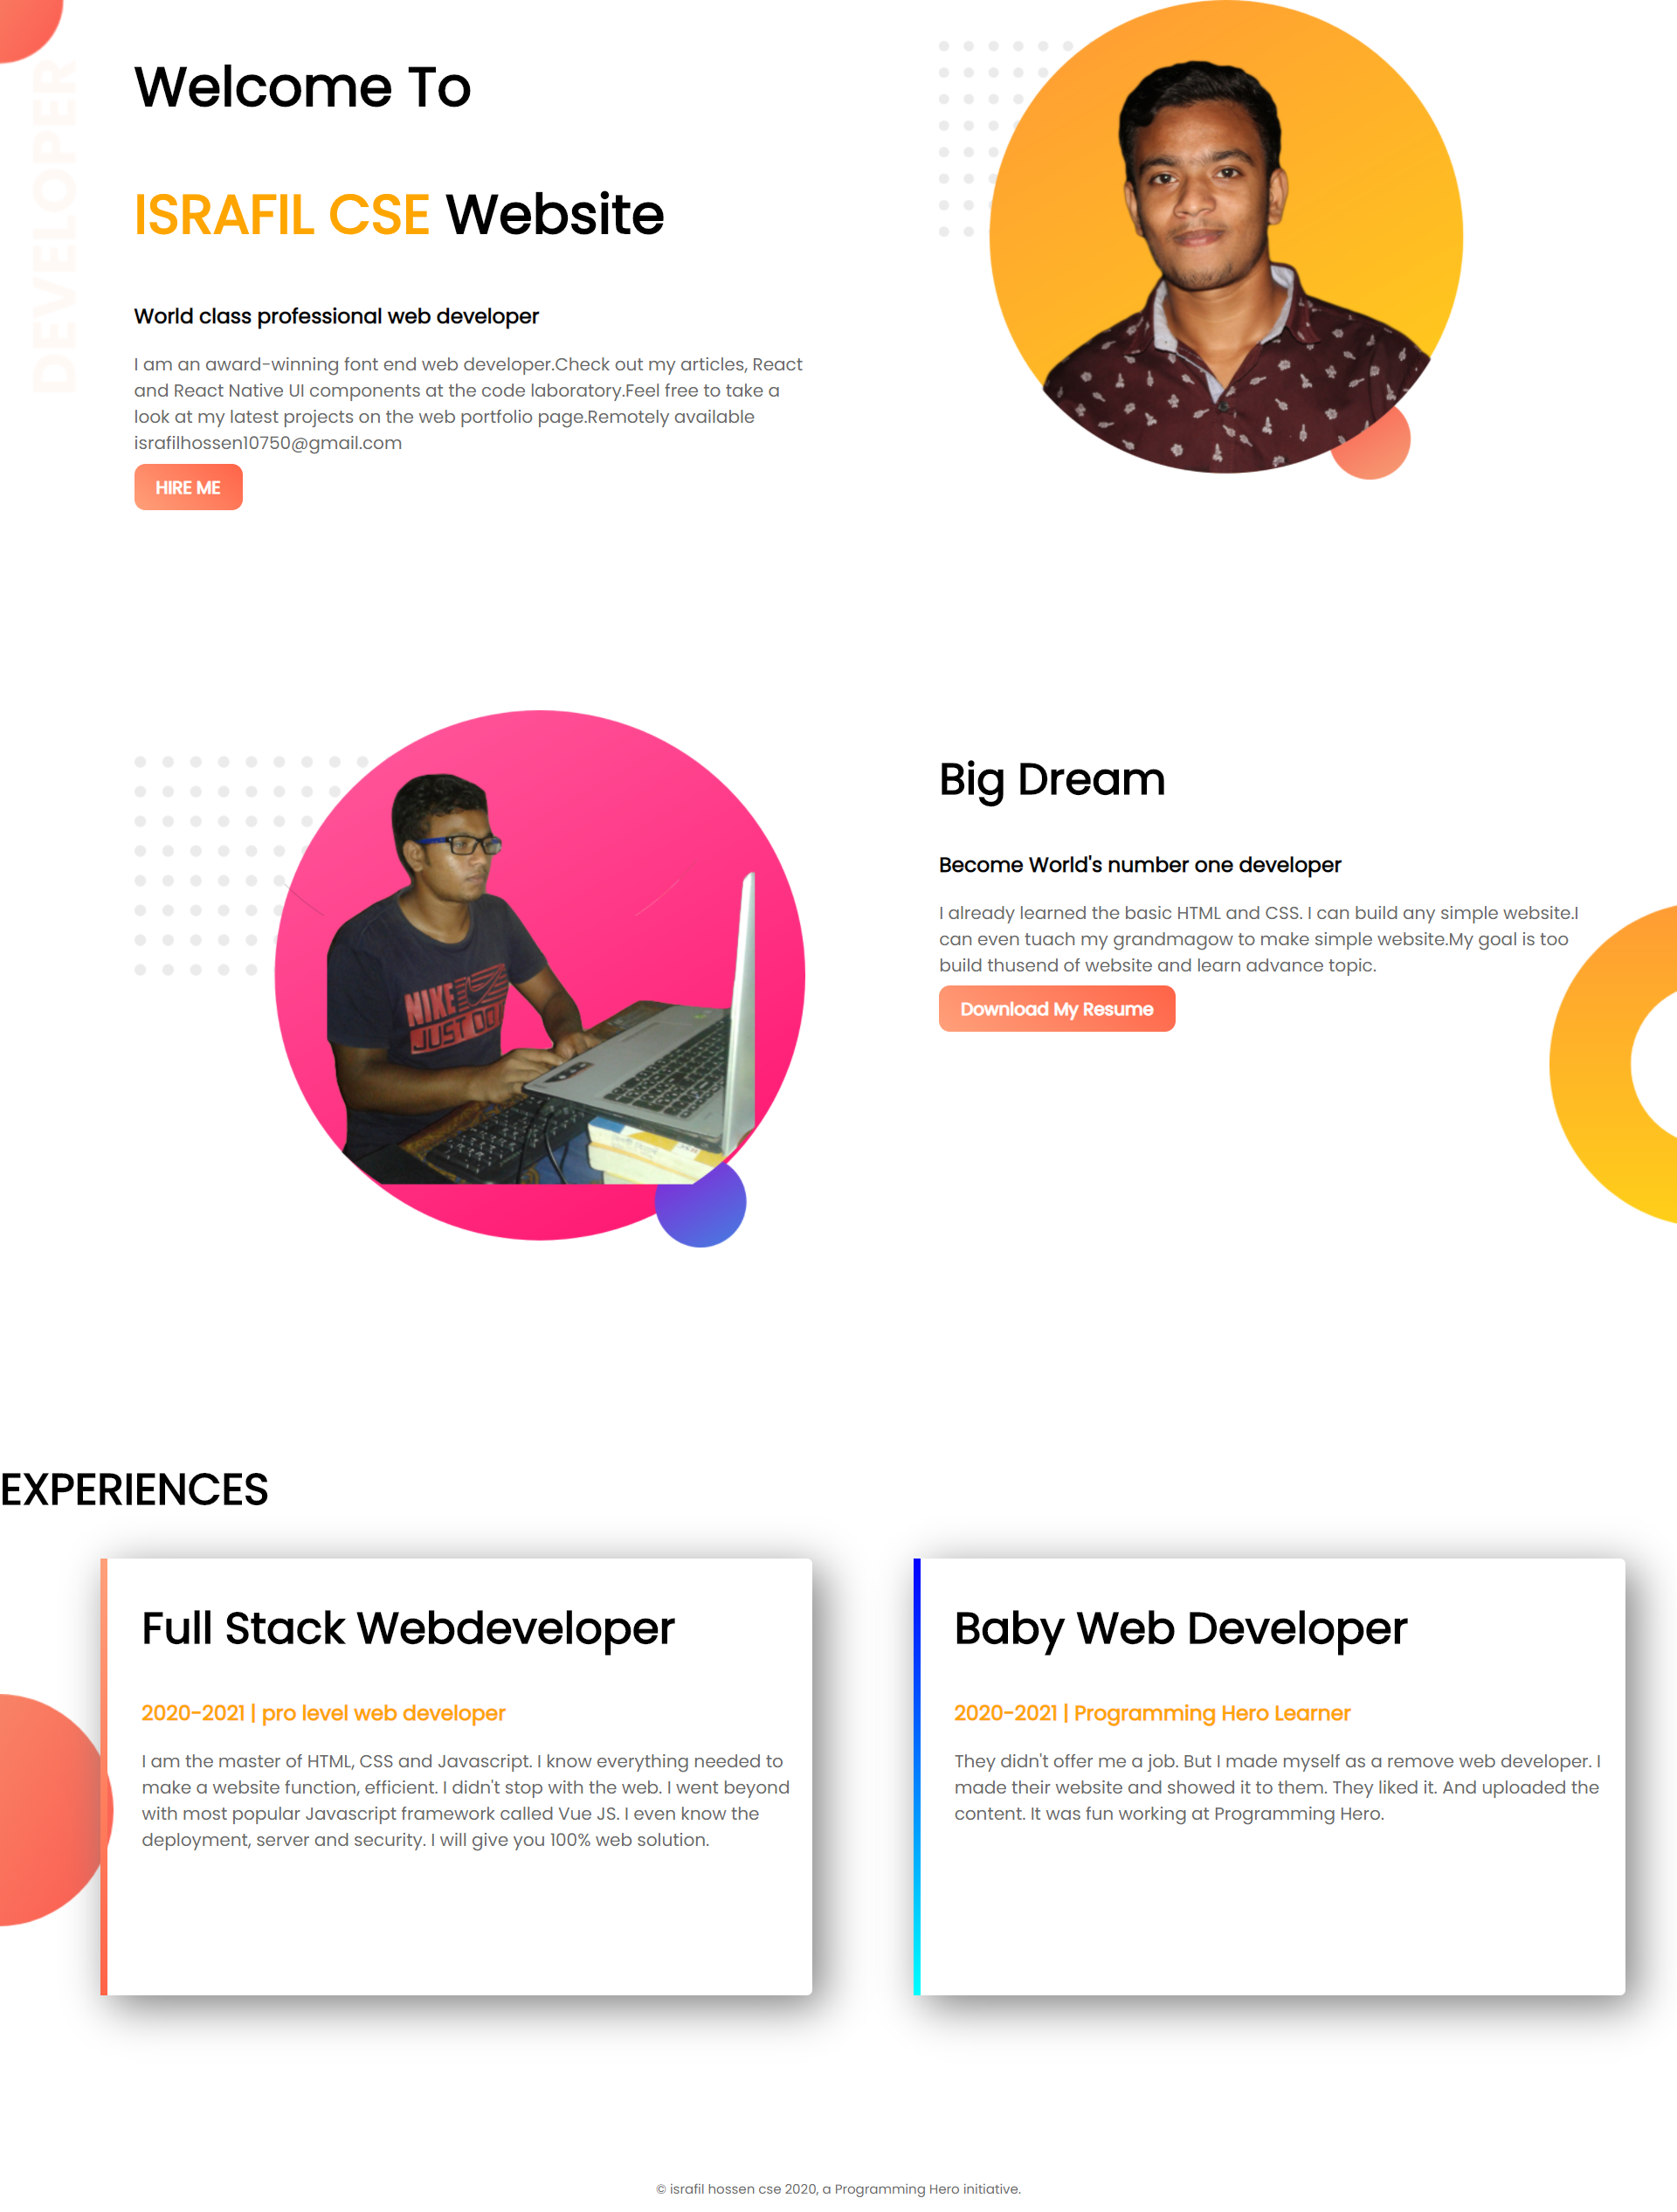 DEVELOPER
Welcome To
ISRAFIL CSE Website
World class professional web developer
I am an award-winning font end web developer.Check out my articles, React
and React Native UI components at the code laboratory.Feel free to take a
look at my latest projects on the web portfolio page.Remotely available
israfilhossen10750@gmail.com
HIRE ME
NIKE
JUST DO I
Big Dream
Become World's number one developer
I already learned the basic HTML and CSS. I can build any simple website.I
can even tuach my grandmagow to make simple website.My goal is too
build thusend of website and learn advance topic.
Download My Resume
EXPERIENCES
Full Stack Webdeveloper
2020-2021 | pro level web developer
I am the master of HTML, CSS and Javascript. I know everything needed to
make a website function, efficient. I didn't stop with the web. I went beyond
with most popular Javascript framework called Vue JS. I even know the
deployment, server and security. I will give you 100% web solution.
Baby Web Developer
2020-2021 | Programming Hero Learner
They didn't offer me a job. But I made myself as a remove web developer. I
made their website and showed it to them. They liked it. And uploaded the
content. It was fun working at Programming Hero.
© israfil hossen cse 2020, a Programming Hero initiative.